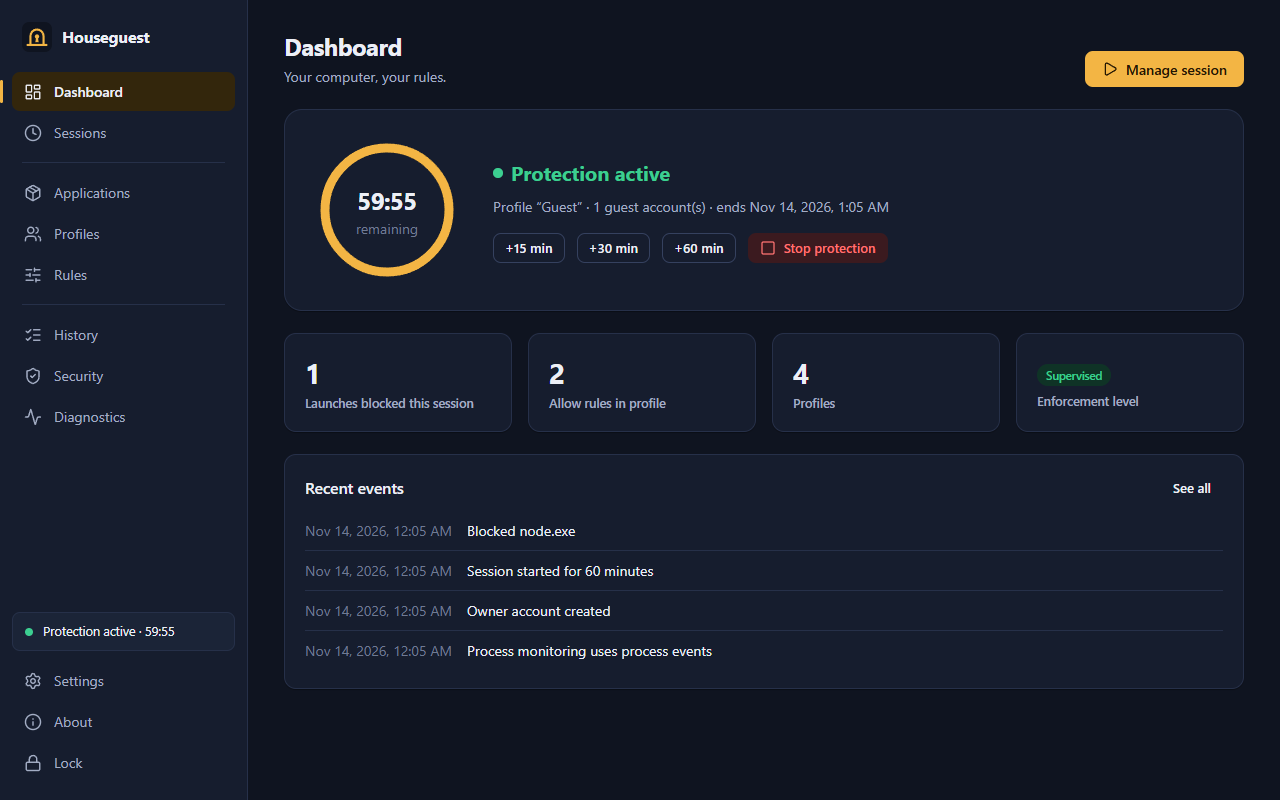 Houseguest
Dashboard
Sessions
Applications
Profiles
Rules
History
Security
Diagnostics
Protection active · 59:55
Settings
About
Lock
Dashboard
Your computer, your rules.
Manage session
59:55
remaining
Protection active
Profile “Guest” · 1 guest account(s) · ends Nov 14, 2026, 1:05 AM
+15 min +30 min +60 min Stop protection
1
Launches blocked this session
2
Allow rules in profile
4
Profiles
Supervised
Enforcement level
Recent events
See all
Nov 14, 2026, 12:05 AM Blocked node.exe
Nov 14, 2026, 12:05 AM Session started for 60 minutes
Nov 14, 2026, 12:05 AM Owner account created
Nov 14, 2026, 12:05 AM Process monitoring uses process events